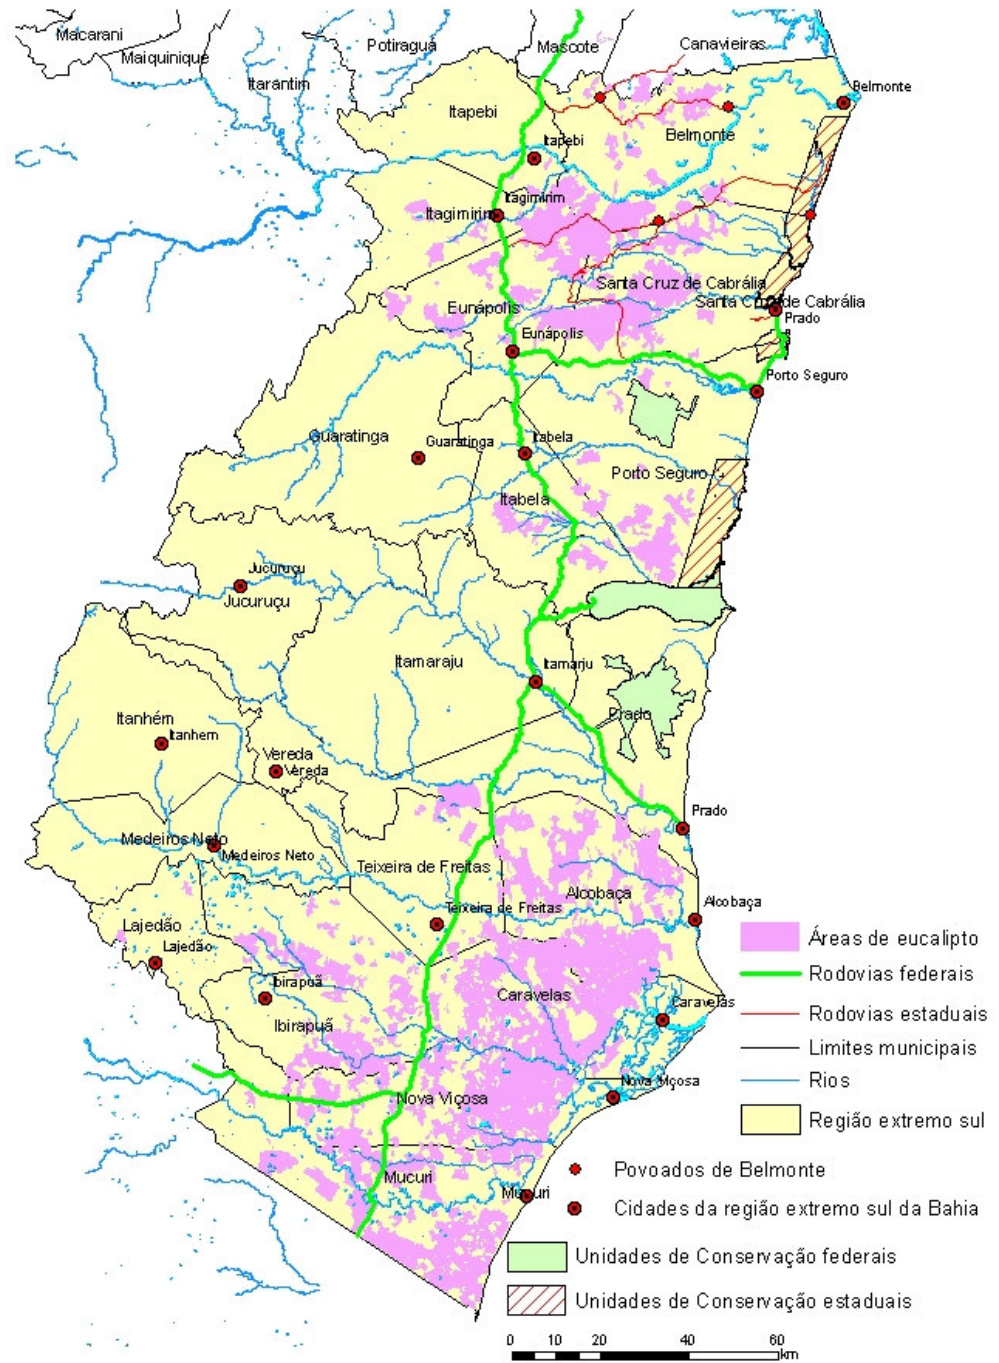 Macarani
Maiquinique
Potiraguá
Mascote
Canavieiras
Itarantim
Belmonte
Itapebi
Belmonte
Itapebi
Itagimirim
Itagimirim
Santa Cruz de Cabrália
Santa Cruz de Cabrália
Prado
Eunápolis
Eunápolis
Porto Seguro
Guaratinga
Guaratinga
Itabela
Porto Seguro
Itabela
Jucuruçu
Jucuruçu
Itamaraju
Itamarju
Prado
Itanhém
Itanhem
Vereda
Vereda
Prado
Medeiros Neto
Medeiros Neto
Teixeira de Freitas
Alcobaça
Alcobaça
Teixeira de Freitas
Lajedão
Lajedão
Ibirapuã
Ibirapuã
Caravelas
Caravelas
Nova Viçosa
Nova Viçosa
Mucuri
Mucuri
Áreas de eucalipto
Rodovias federais
Rodovias estaduais
Limites municipais
Rios
Região extremo sul
Povoados de Belmonte
Cidades da região extremo sul da Bahia
Unidades de Conservação federais
Unidades de Conservação estaduais
0 10 20 40 60
km